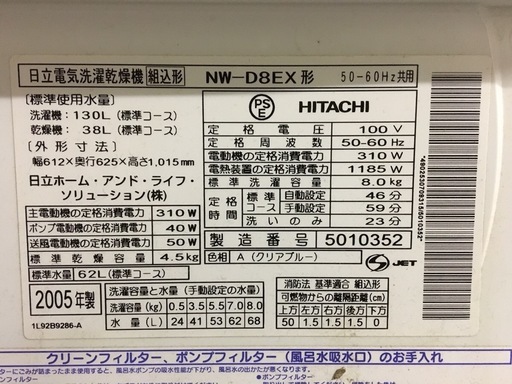 日立電気洗濯乾燥機 組込形 NW-D8EX形 50-60Hz共用
〔標準使用水量〕
洗濯機：130L（標準コース）
乾燥機： 38L（標準コース）
〔外形寸法〕
幅612×奥行625×高さ1,015mm
日立ホーム・アンド・ライフ・
ソリューション(株)
主電動機の定格消費電力 310W
ポンプ電動機の定格消費電力 40W
送風電動機の定格消費電力 50W
標準乾燥容量 4.5kg
標準水量 62L（手動設定）
2005年製
1L92B9286-A
PSE HITACHI
定格電圧 100V
定格周波数 50-60Hz
電動機の定格消費電力 310W
電熱装置の定格消費電力 1185W
標準洗濯容量 8.0kg
定格時間 標準コース 自動設定 46分
手動設定 59分
洗いのみ 23分
製造番号 5010352
色柄 A（クリアブルー）
JET
洗濯容量と水量（手動設定の水量）
洗濯容量(kg) 0.5 3.5 5.5 7.0 8.0
水量(L) 24 41 53 62 68
消防法 基準適合 組込形
可燃物からの離隔距離(cm)
上方 左方 右方 後方 下方
50 1.5 1.5 1.5 0
クリーンフィルター、ポンプフィルター（風呂水吸水口）のお手入れ